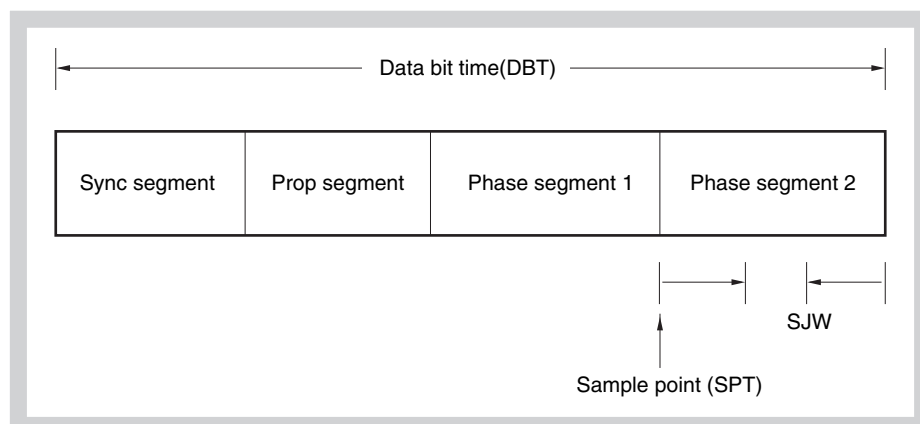 Data bit time(DBT)
Sync segment
Prop segment
Phase segment 1
Phase segment 2
SJW
Sample point (SPT)